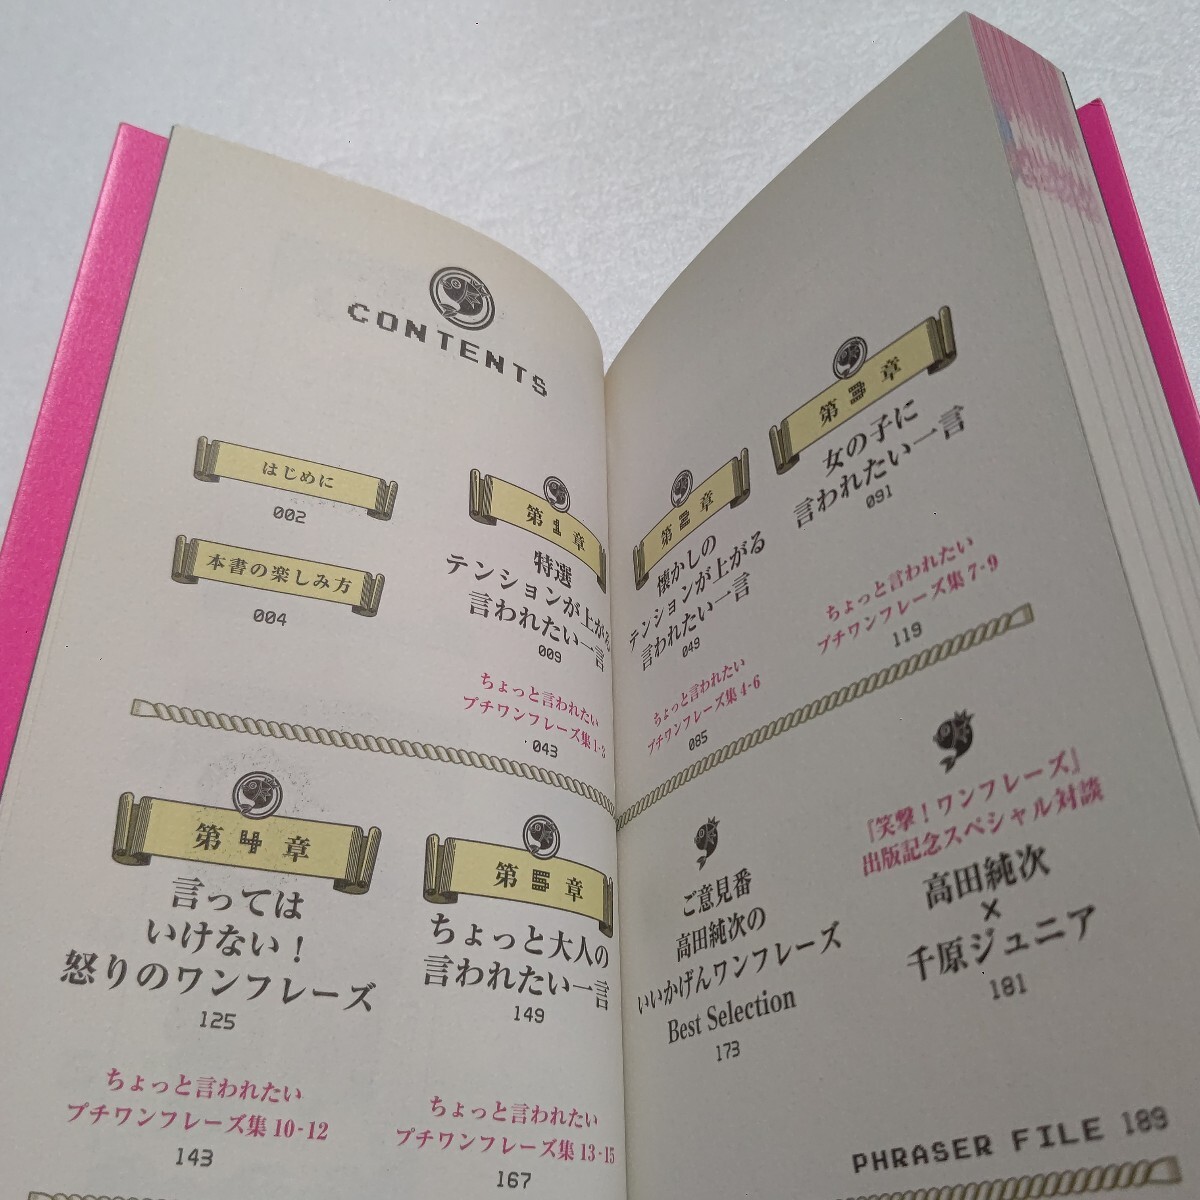 CONTENTS
はじめに
002
本書の楽しみ方
004
第1章
特選
テンションが上がる
言われたい一言
009
ちょっと言われたい
プチワンフレーズ集1-3
043
第2章
懐かしの
テンションが上がる
言われたい一言
049
ちょっと言われたい
プチワンフレーズ集4-6
085
第3章
女の子に
言われたい一言
091
ちょっと言われたい
プチワンフレーズ集7-9
119
第4章
言っては
いけない！
怒りのワンフレーズ
125
ちょっと言われたい
プチワンフレーズ集10-12
143
第5章
ちょっと大人の
言われたい一言
149
ちょっと言われたい
プチワンフレーズ集13-15
167
ご意見番
高田純次の
いいかげんワンフレーズ
Best Selection
173
『笑撃！ワンフレーズ』
出版記念スペシャル対談
高田純次
×
千原ジュニア
181
PHRASER FILE 189